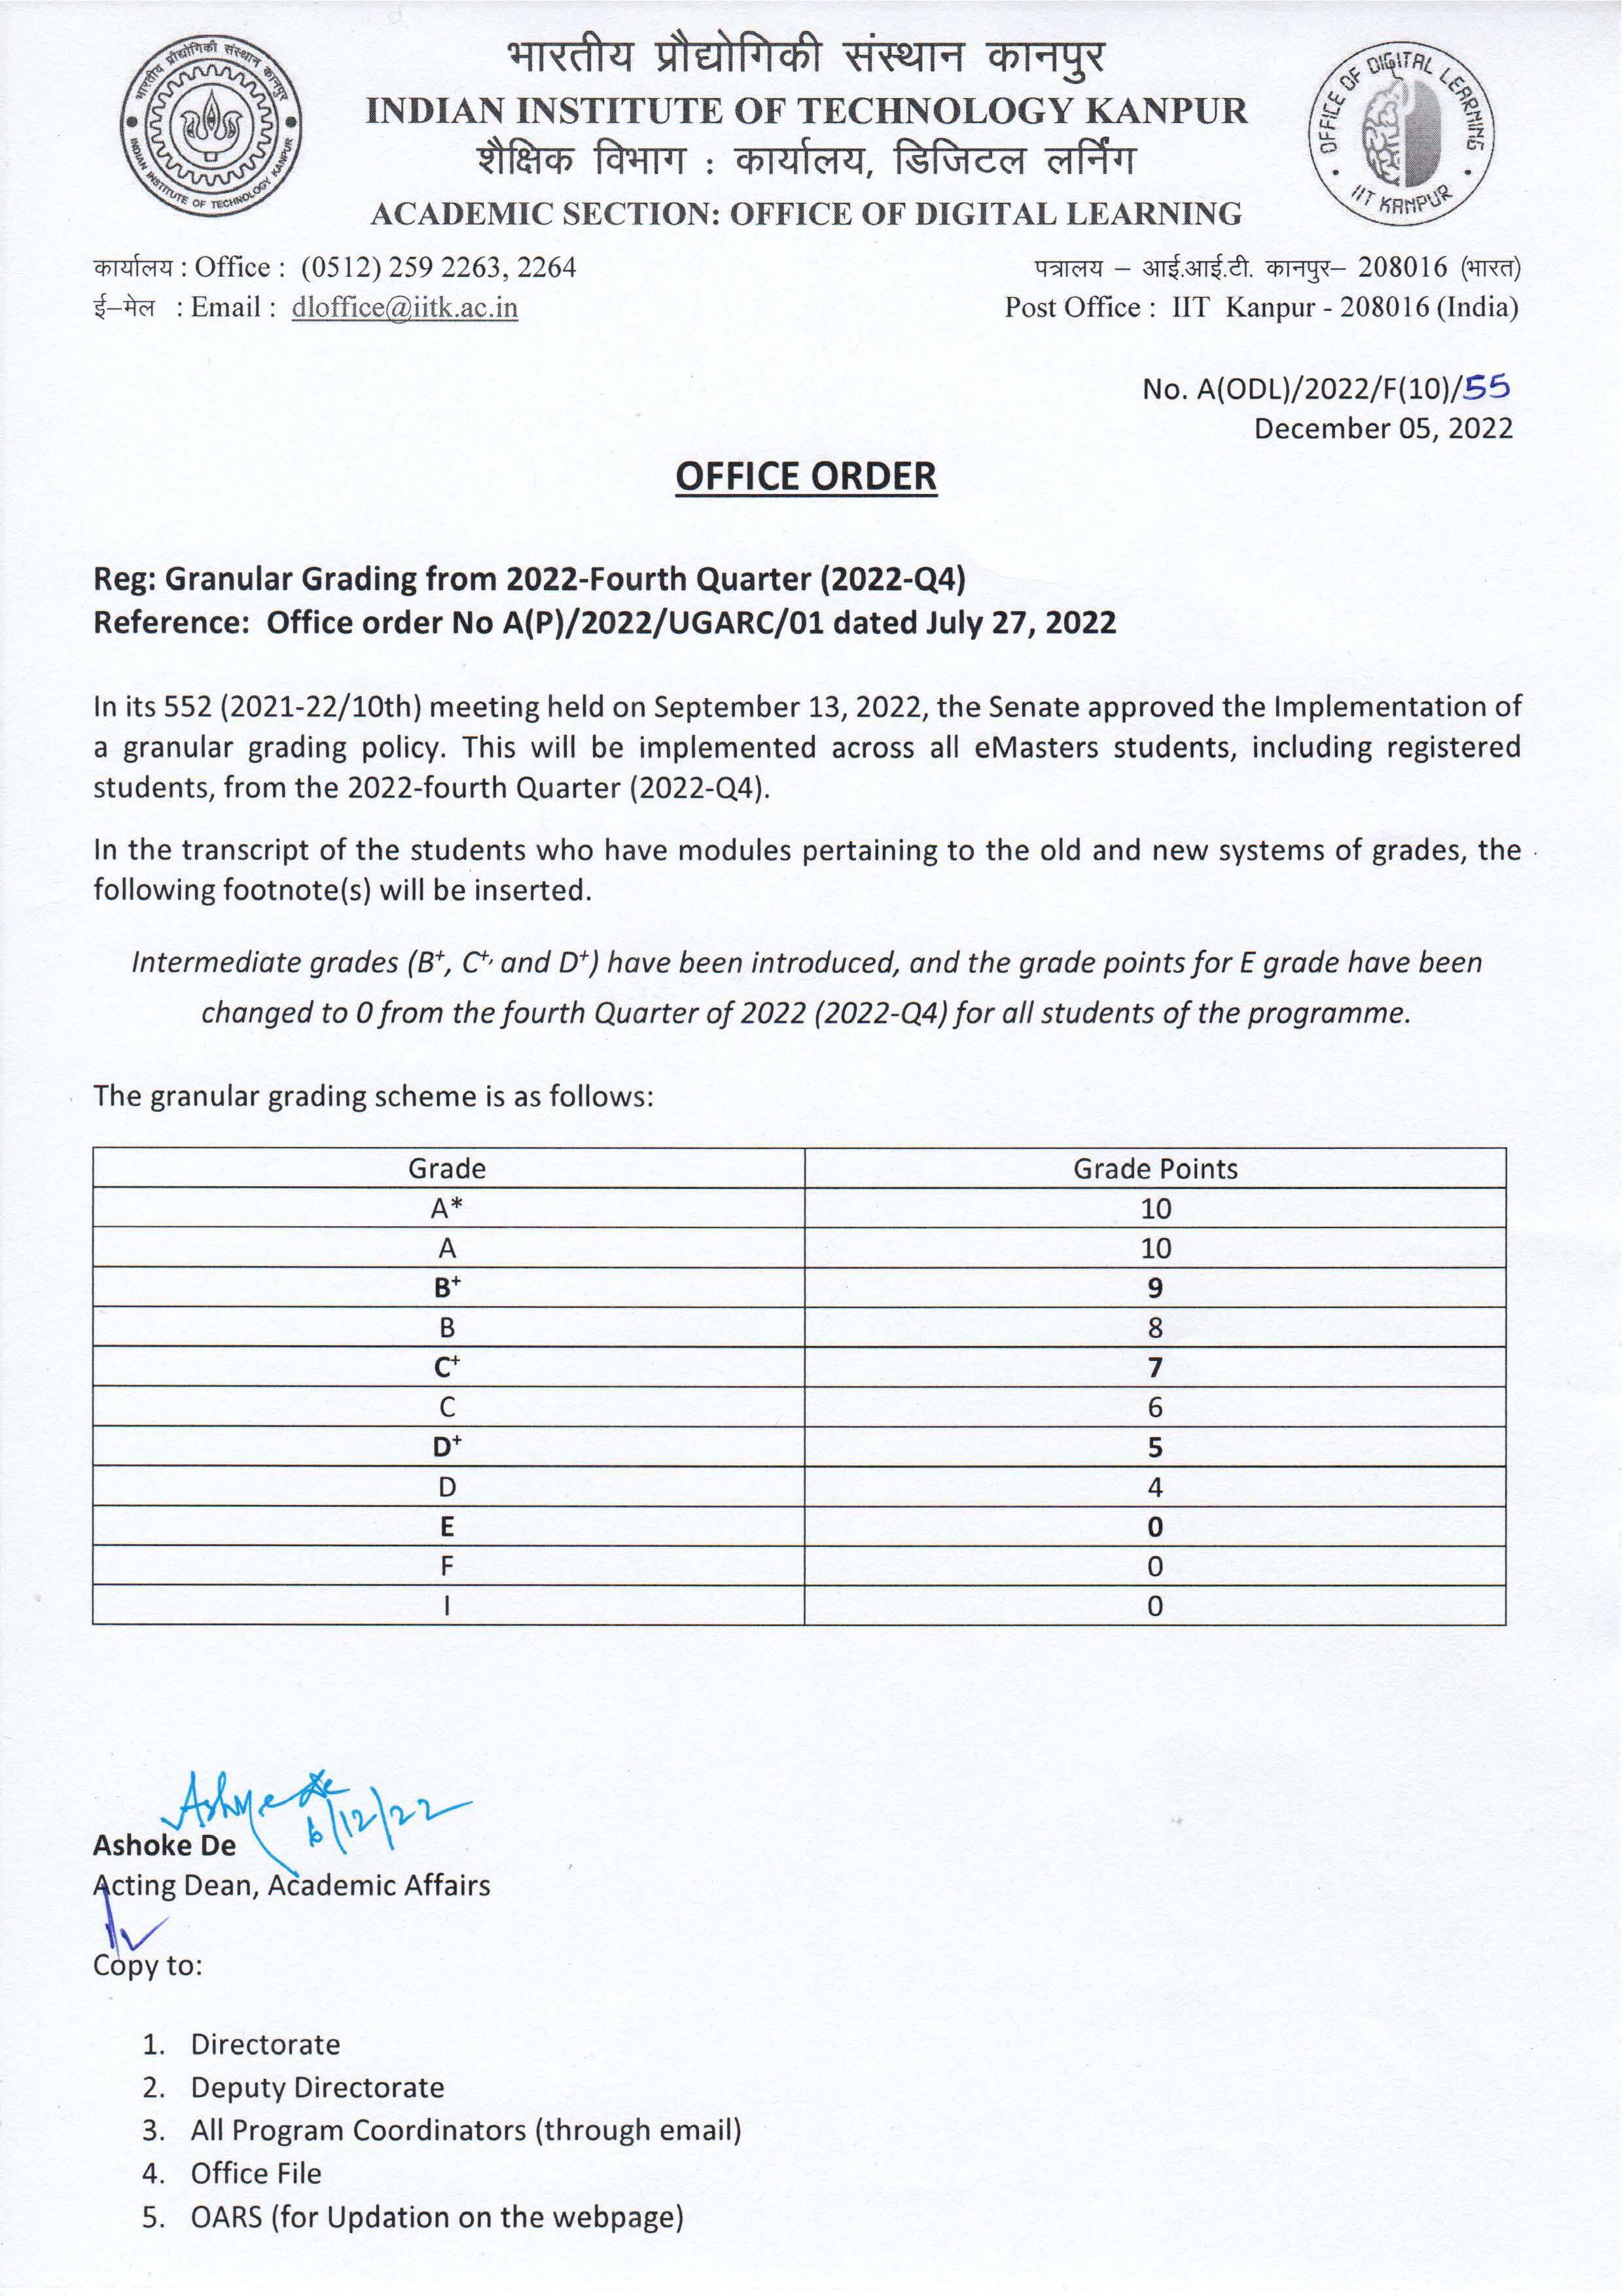 भारतीय प्रौद्योगिकी संस्थान कानपुर
INDIAN INSTITUTE OF TECHNOLOGY KANPUR
शैक्षिक विभाग : कार्यालय, डिजिटल लर्निंग
ACADEMIC SECTION: OFFICE OF DIGITAL LEARNING
भारतीय प्रौद्योगिकी संस्थान कानपुर
INDIAN INSTITUTE OF TECHNOLOGY KANPUR
OFFICE OF DIGITAL LEARNING
IIT KANPUR
कार्यालय : Office : (0512) 259 2263, 2264
पत्रालय – आई.आई.टी. कानपुर– 208016 (भारत)
ई–मेल : Email : dloffice@iitk.ac.in
Post Office : IIT Kanpur - 208016 (India)
No. A(ODL)/2022/F(10)/55
December 05, 2022
OFFICE ORDER
Reg: Granular Grading from 2022-Fourth Quarter (2022-Q4)
Reference: Office order No A(P)/2022/UGARC/01 dated July 27, 2022
In its 552 (2021-22/10th) meeting held on September 13, 2022, the Senate approved the Implementation of
a granular grading policy. This will be implemented across all eMasters students, including registered
students, from the 2022-fourth Quarter (2022-Q4).
In the transcript of the students who have modules pertaining to the old and new systems of grades, the
following footnote(s) will be inserted.
Intermediate grades (B⁺, C⁺, and D⁺) have been introduced, and the grade points for E grade have been
changed to 0 from the fourth Quarter of 2022 (2022-Q4) for all students of the programme.
The granular grading scheme is as follows:
Grade Grade Points
A* 10
A 10
B⁺ 9
B 8
C⁺ 7
C 6
D⁺ 5
D 4
E 0
F 0
I 0
Ashoke De
6/12/22
Ashoke De
Acting Dean, Academic Affairs
Copy to:
1. Directorate
2. Deputy Directorate
3. All Program Coordinators (through email)
4. Office File
5. OARS (for Updation on the webpage)